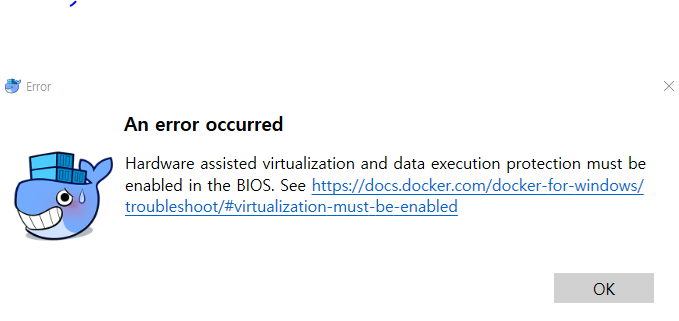 Error
An error occurred
Hardware assisted virtualization and data execution protection must be
enabled in the BIOS. See https://docs.docker.com/docker-for-windows/
troubleshoot/#virtualization-must-be-enabled
OK